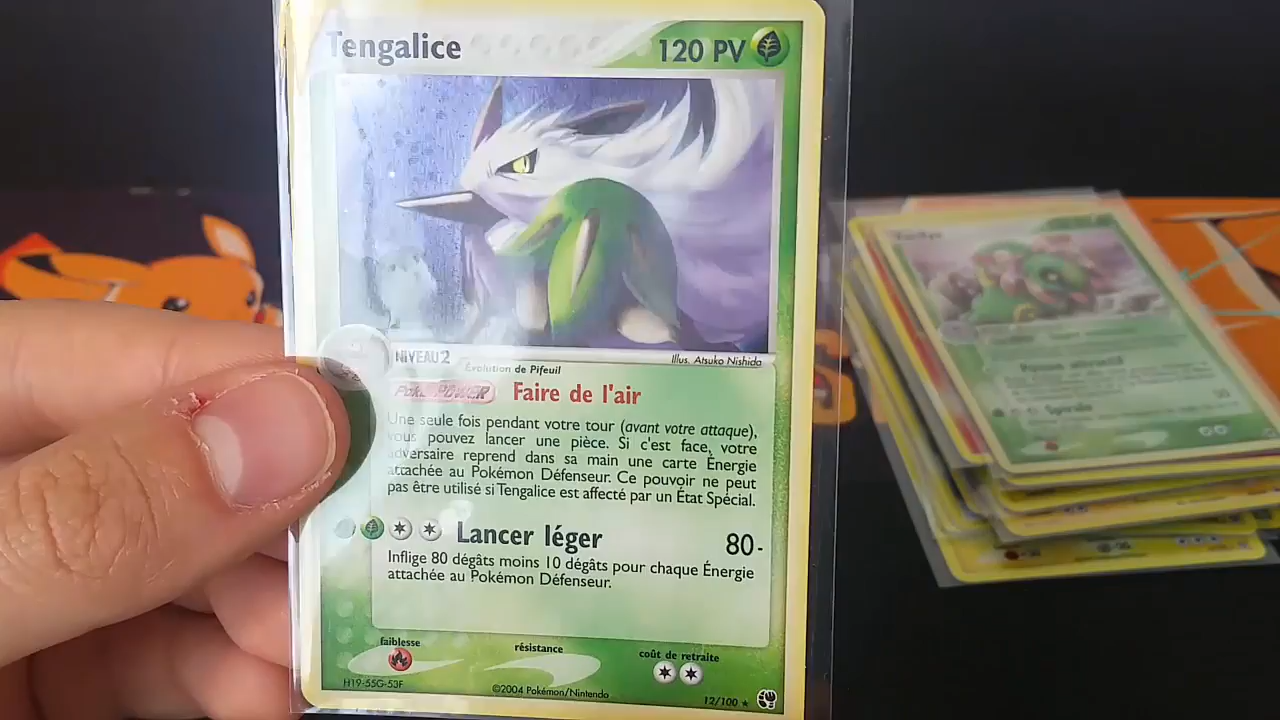 Tengalice 120 PV
NIVEAU 2 Illus. Atsuko Nishida
Évolution de Pifeuil
Poké-POWER Faire de l'air
Une seule fois pendant votre tour (avant votre attaque),
vous peuvez lancer une pièce. Si c'est face, votre
adversaire reprend dans sa main une carte Énergie
attachée au Pokémon Défenseur. Ce pouvoir ne peut
pas être utilisé si Tengalice est affecté par un État Spécial.
Lancer léger 80-
Inflige 80 dégâts moins 10 dégâts pour chaque Énergie
attachée au Pokémon Défenseur.
faiblesse résistance coût de retraite
H19-55G-53F ©2004 Pokémon/Nintendo 12/100
Spirale